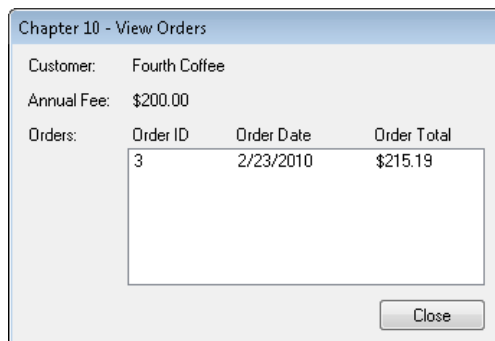 Chapter 10 - View Orders
Customer: Fourth Coffee
Annual Fee: $200.00
Orders: Order ID Order Date Order Total
3 2/23/2010 $215.19
Close